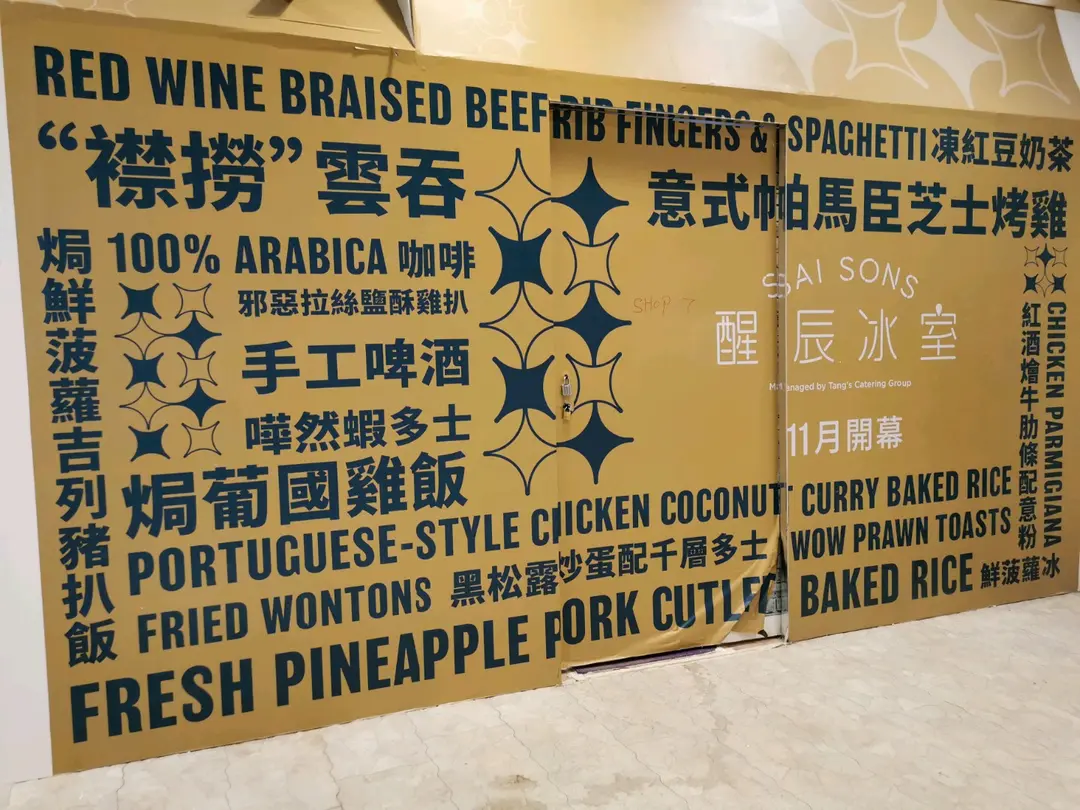 RED WINE BRAISED BEEF RIB FINGERS & SPAGHETTI 凍紅豆奶茶
“襟撈”雲吞
意式帕馬臣芝士烤雞
焗鮮菠蘿吉列豬扒飯
100% ARABICA 咖啡
邪惡拉絲鹽酥雞扒
手工啤酒
嘩然蝦多士
焗葡國雞飯
SHOP 7
SAI SONS
醒辰冰室
Managed by Tang's Catering Group
11月開幕
紅酒燴牛肋條配意粉
CHICKEN PARMIGIANA
PORTUGUESE-STYLE CHICKEN COCONUT CURRY BAKED RICE
FRIED WONTONS 黑松露炒蛋配千層多士 WOW PRAWN TOASTS
FRESH PINEAPPLE PORK CUTLET BAKED RICE 鮮菠蘿冰